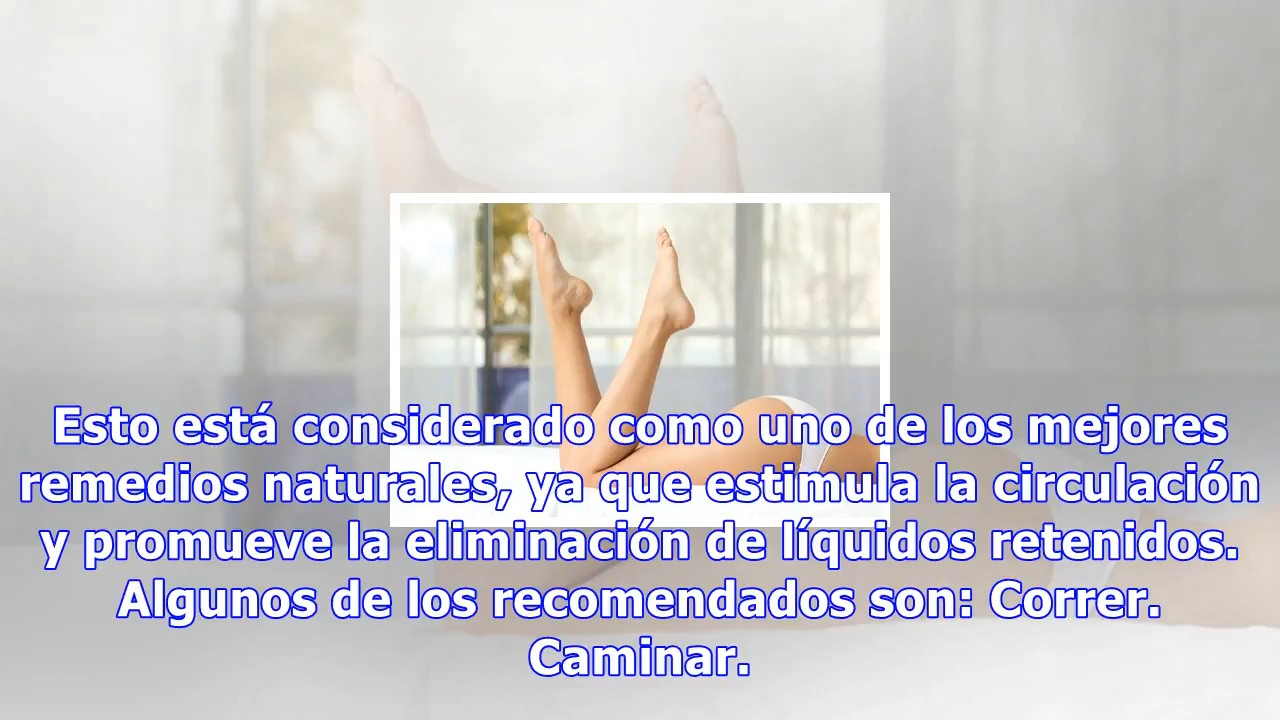 Esto está considerado como uno de los mejores
remedios naturales, ya que estimula la circulación
y promueve la eliminación de líquidos retenidos.
Algunos de los recomendados son: Correr.
Caminar.